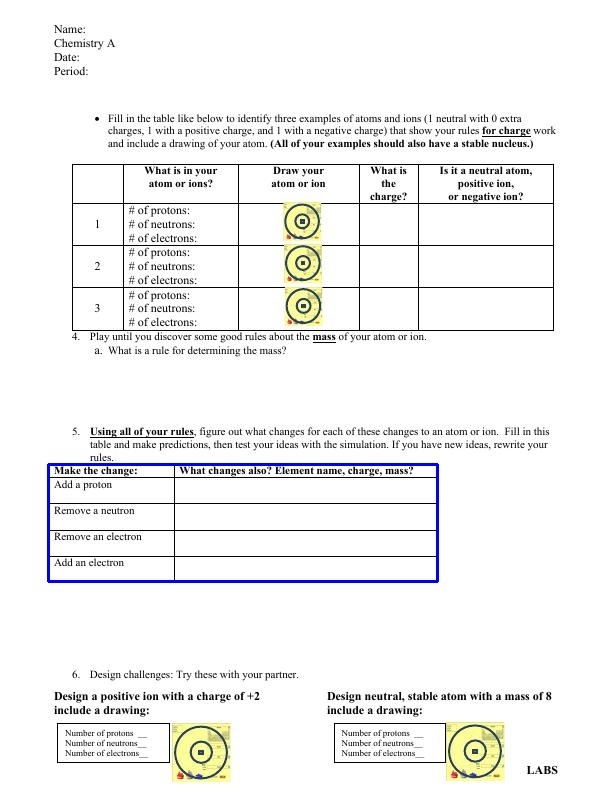 Name:
Chemistry A
Date:
Period:
• Fill in the table like below to identify three examples of atoms and ions (1 neutral with 0 extra
charges, 1 with a positive charge, and 1 with a negative charge) that show your rules for charge work
and include a drawing of your atom. (All of your examples should also have a stable nucleus.)
What is in your atom or ions? Draw your atom or ion What is the charge? Is it a neutral atom, positive ion, or negative ion?
1
# of protons:
# of neutrons:
# of electrons:
2
# of protons:
# of neutrons:
# of electrons:
3
# of protons:
# of neutrons:
# of electrons:
4. Play until you discover some good rules about the mass of your atom or ion.
a. What is a rule for determining the mass?
5. Using all of your rules, figure out what changes for each of these changes to an atom or ion. Fill in this
table and make predictions, then test your ideas with the simulation. If you have new ideas, rewrite your
rules.
Make the change: What changes also? Element name, charge, mass?
Add a proton
Remove a neutron
Remove an electron
Add an electron
6. Design challenges: Try these with your partner.
Design a positive ion with a charge of +2
include a drawing:
Number of protons __
Number of neutrons__
Number of electrons__
Design neutral, stable atom with a mass of 8
include a drawing:
Number of protons __
Number of neutrons__
Number of electrons__
LABS